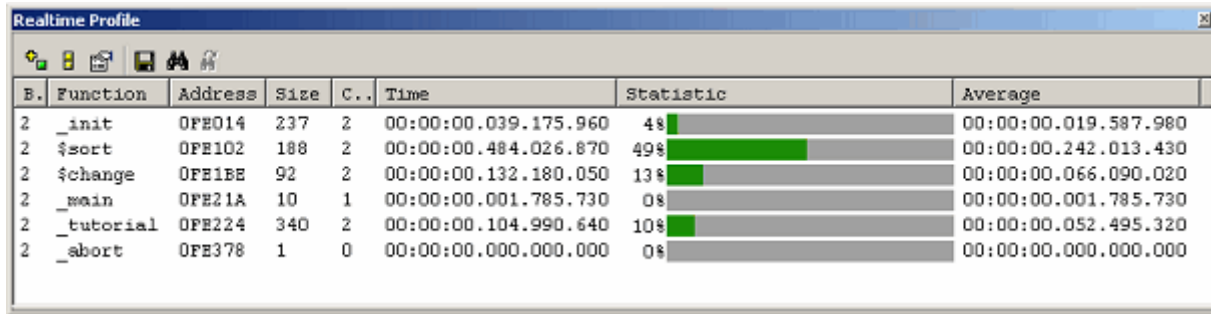 Realtime Profile
B. Function Address Size C.. Time Statistic Average
2 _init 0FE014 237 2 00:00:00.039.175.960 4% 00:00:00.019.587.980
2 $sort 0FE102 188 2 00:00:00.484.026.870 49% 00:00:00.242.013.430
2 $change 0FE1BE 92 2 00:00:00.132.180.050 13% 00:00:00.066.090.020
2 _main 0FE21A 10 1 00:00:00.001.785.730 0% 00:00:00.001.785.730
2 _tutorial 0FE224 340 2 00:00:00.104.990.640 10% 00:00:00.052.495.320
2 _abort 0FE378 1 0 00:00:00.000.000.000 0% 00:00:00.000.000.000